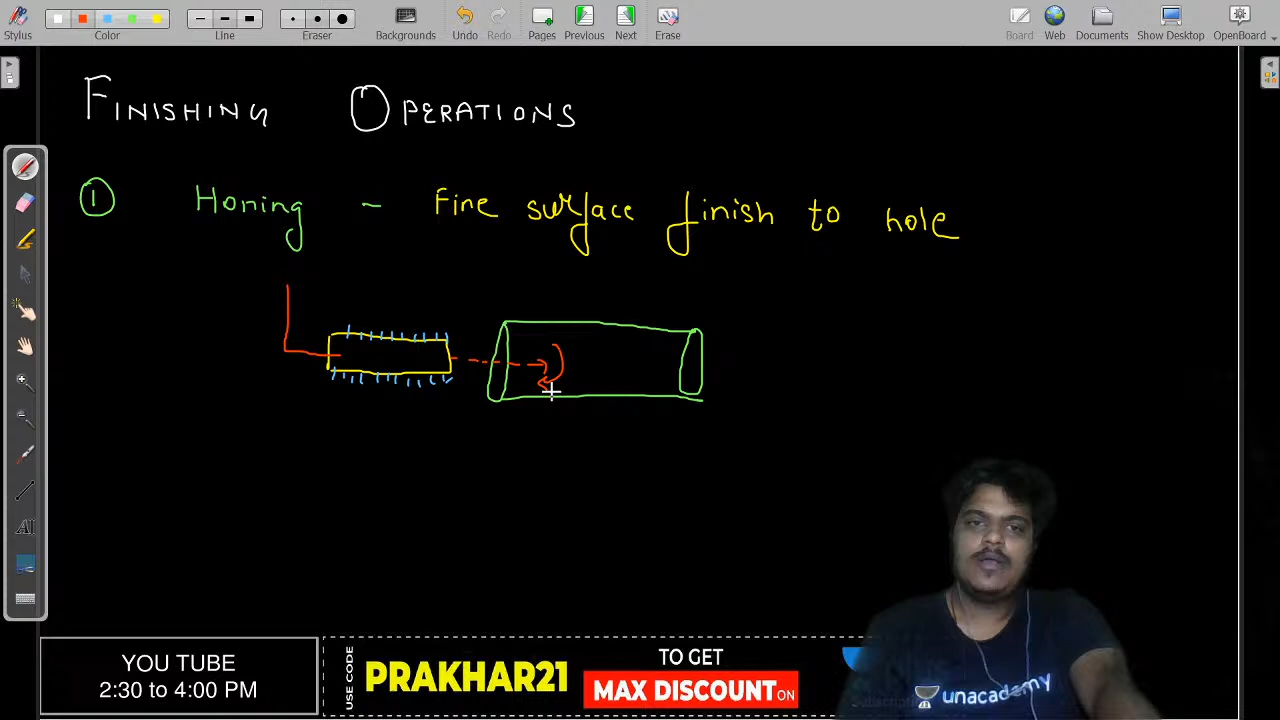 Stylus
Color
Line
Eraser
Backgrounds
Undo
Redo
Pages
Previous
Next
Erase
Board
Web
Documents
Show Desktop
OpenBoard
FINISHING OPERATIONS
1 Honing - Fine surface finish to hole
AI
YOU TUBE
2:30 to 4:00 PM
USE CODE
PRAKHAR21
TO GET
MAX DISCOUNT ON
unacademy